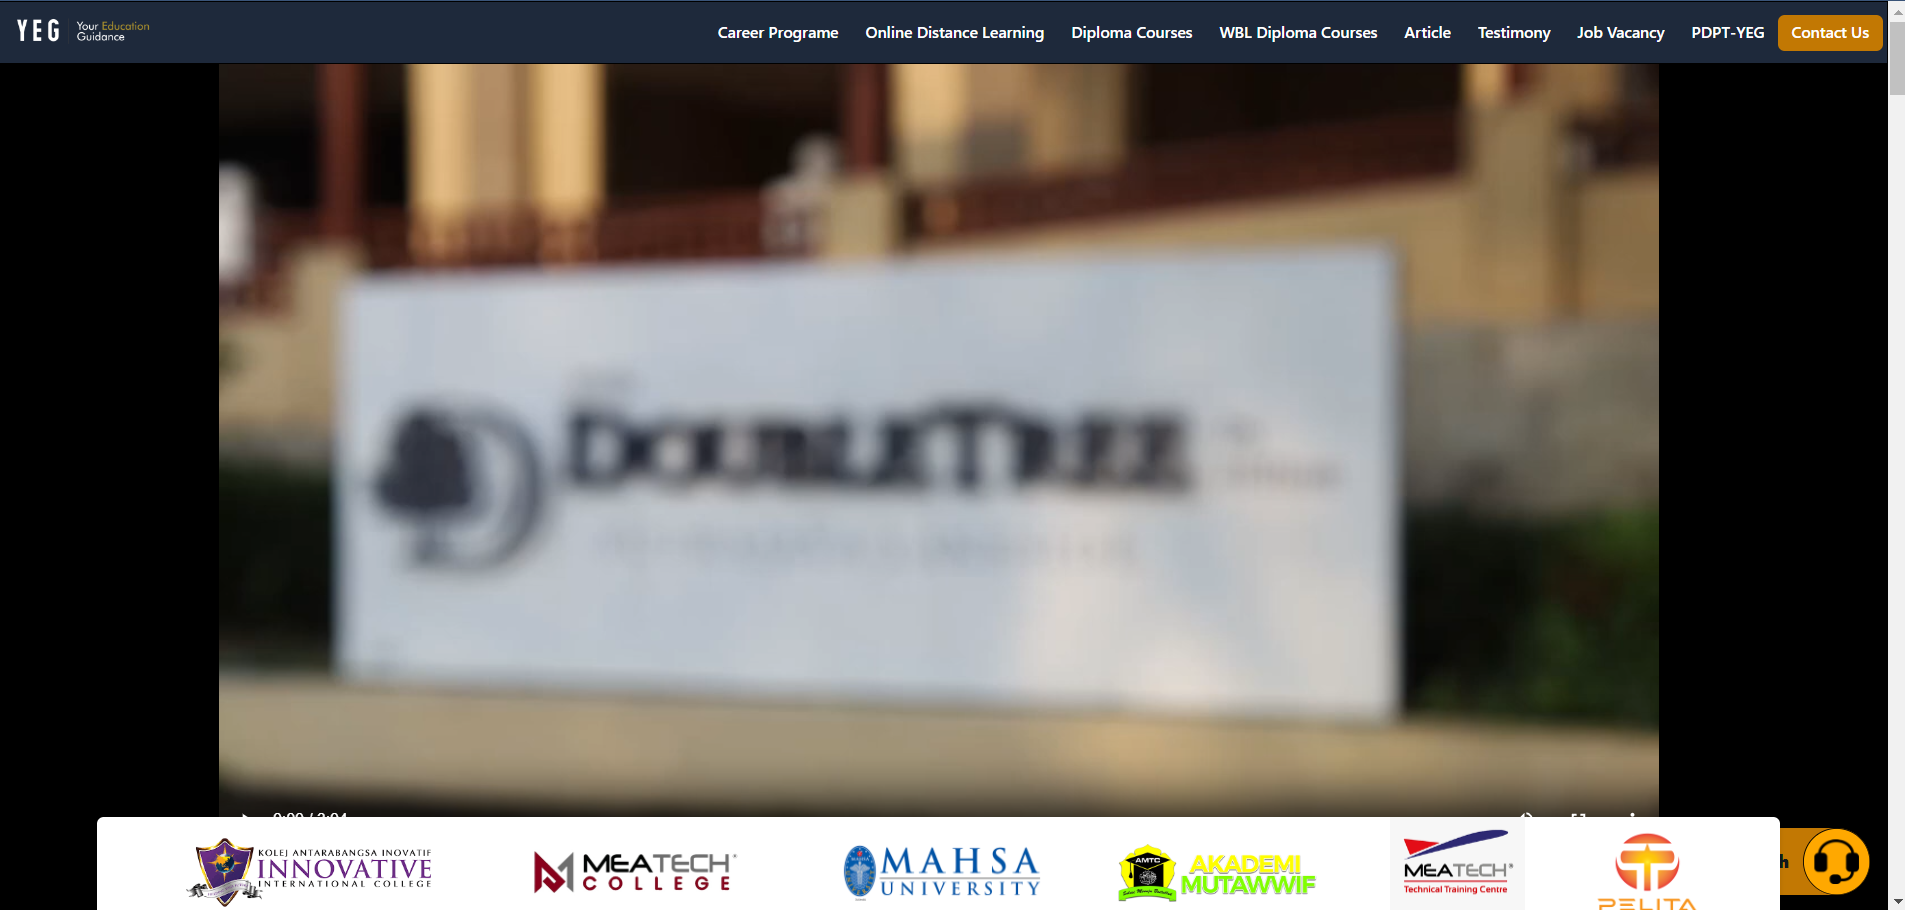 YEG
Your Education
Guidance
Career Programe
Online Distance Learning
Diploma Courses
WBL Diploma Courses
Article
Testimony
Job Vacancy
PDPT-YEG
Contact Us
DOUBLETREE
KOLEJ ANTARABANGSA INOVATIF
INNOVATIVE
INTERNATIONAL COLLEGE
MEATECH
COLLEGE
MAHSA
UNIVERSITY
AMTC
AKADEMI
MUTAWWIF
MEATECH
Technical Training Centre
PELITA